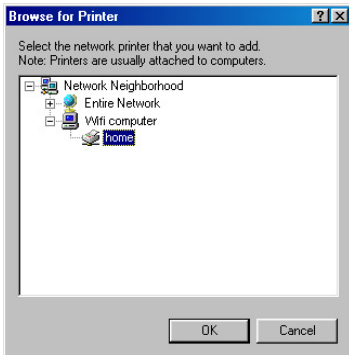 Browse for Printer
Select the network printer that you want to add.
Note: Printers are usually attached to computers.
Network Neighborhood
Entire Network
Wifi computer
home
OK Cancel